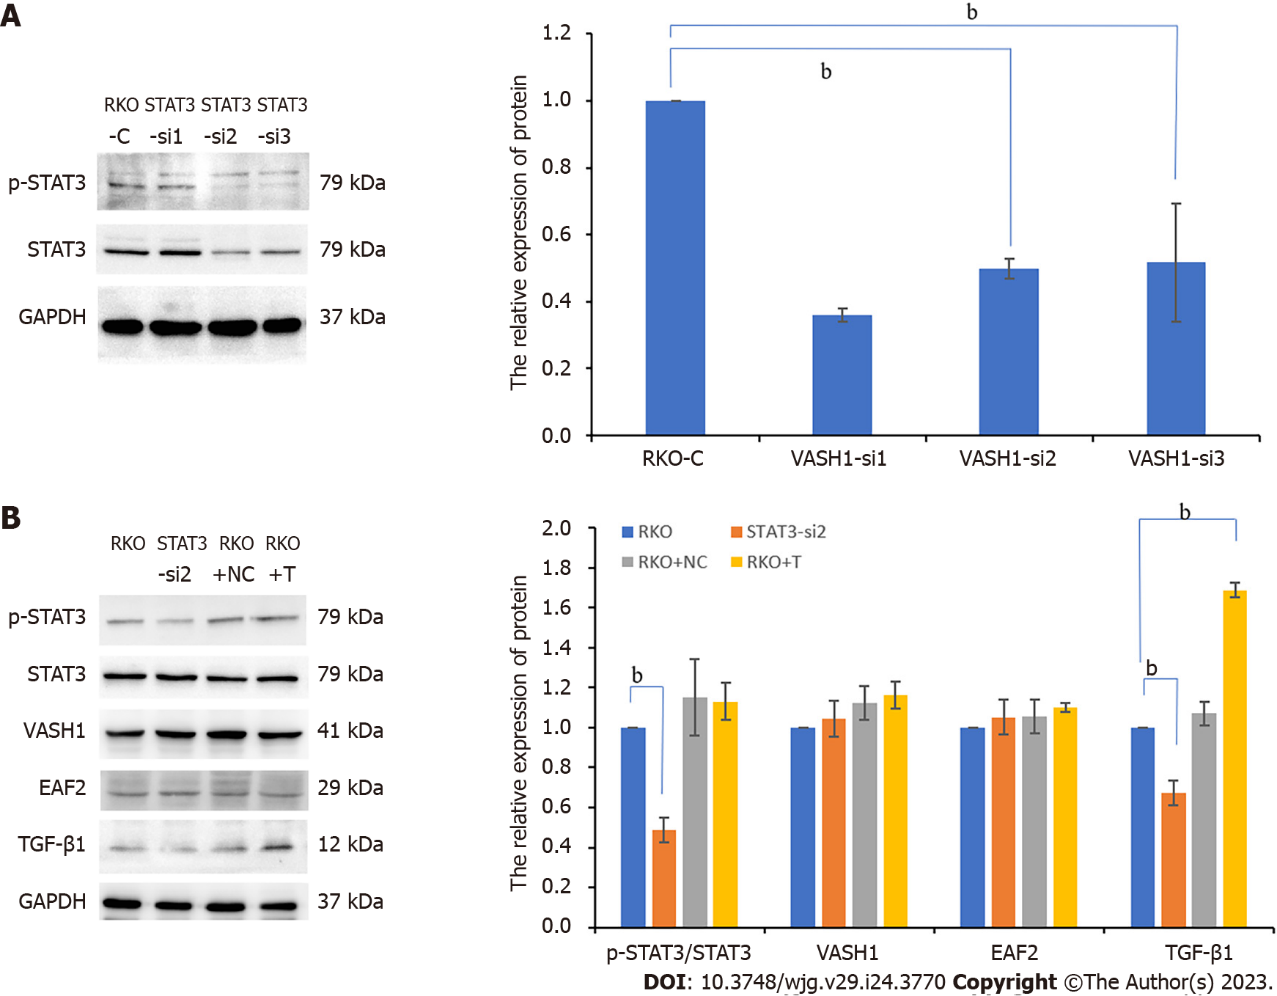 A
RKO STAT3 STAT3 STAT3
-C -si1 -si2 -si3
p-STAT3 79 kDa
STAT3 79 kDa
GAPDH 37 kDa
The relative expression of protein
1.2
1.0
0.8
0.6
0.4
0.2
0.0
b
b
RKO-C VASH1-si1 VASH1-si2 VASH1-si3
B
RKO STAT3 RKO RKO
-si2 +NC +T
p-STAT3 79 kDa
STAT3 79 kDa
VASH1 41 kDa
EAF2 29 kDa
TGF-β1 12 kDa
GAPDH 37 kDa
The relative expression of protein
2.0
1.8
1.6
1.4
1.2
1.0
0.8
0.6
0.4
0.2
0.0
RKO STAT3-si2
RKO+NC RKO+T
b
b
b
p-STAT3/STAT3 VASH1 EAF2 TGF-β1
DOI: 10.3748/wjg.v29.i24.3770 Copyright ©The Author(s) 2023.